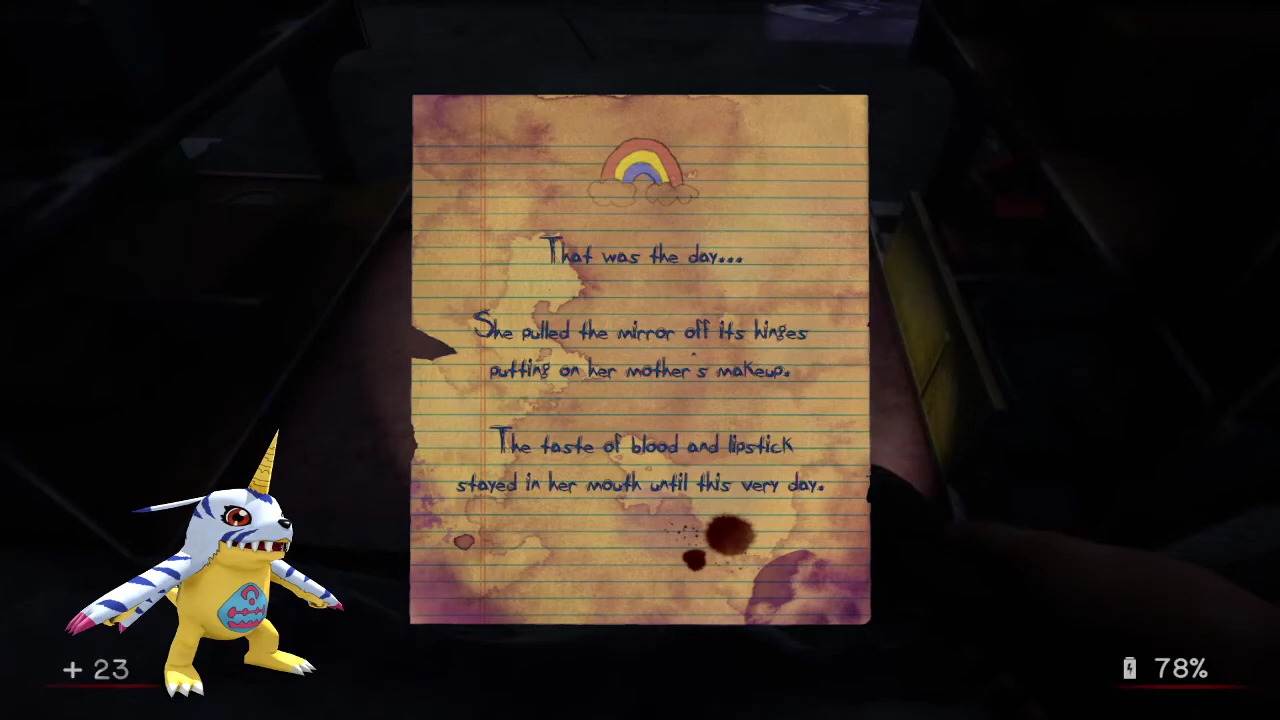 That was the day...
She pulled the mirror off its hinges
putting on her mother's makeup.
The taste of blood and lipstick
stayed in her mouth until this very day.
+ 23
78%